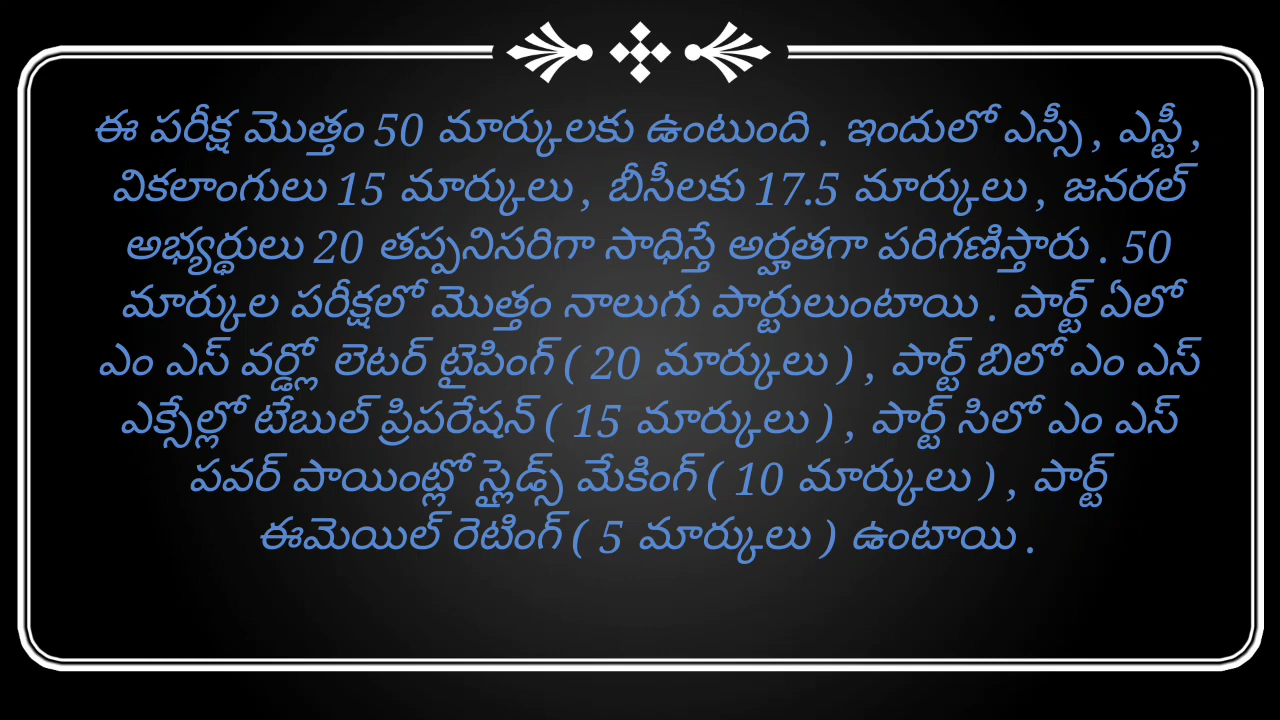 ఈ పరీక్ష మొత్తం 50 మార్కులకు ఉంటుంది . ఇందులో ఎస్సీ , ఎస్టీ ,
వికలాంగులు 15 మార్కులు , బీసీలకు 17.5 మార్కులు , జనరల్
అభ్యర్థులు 20 తప్పనిసరిగా సాధిస్తే అర్హతగా పరిగణిస్తారు . 50
మార్కుల పరీక్షలో మొత్తం నాలుగు పార్టులుంటాయి . పార్ట్ ఏలో
ఎం ఎస్ వర్డ్లో లెటర్ టైపింగ్ ( 20 మార్కులు ) , పార్ట్ బిలో ఎం ఎస్
ఎక్సేల్లో టేబుల్ ప్రిపరేషన్ ( 15 మార్కులు ) , పార్ట్ సిలో ఎం ఎస్
పవర్ పాయింట్లో స్లైడ్స్ మేకింగ్ ( 10 మార్కులు ) , పార్ట్
ఈమెయిల్ రెటింగ్ ( 5 మార్కులు ) ఉంటాయి .